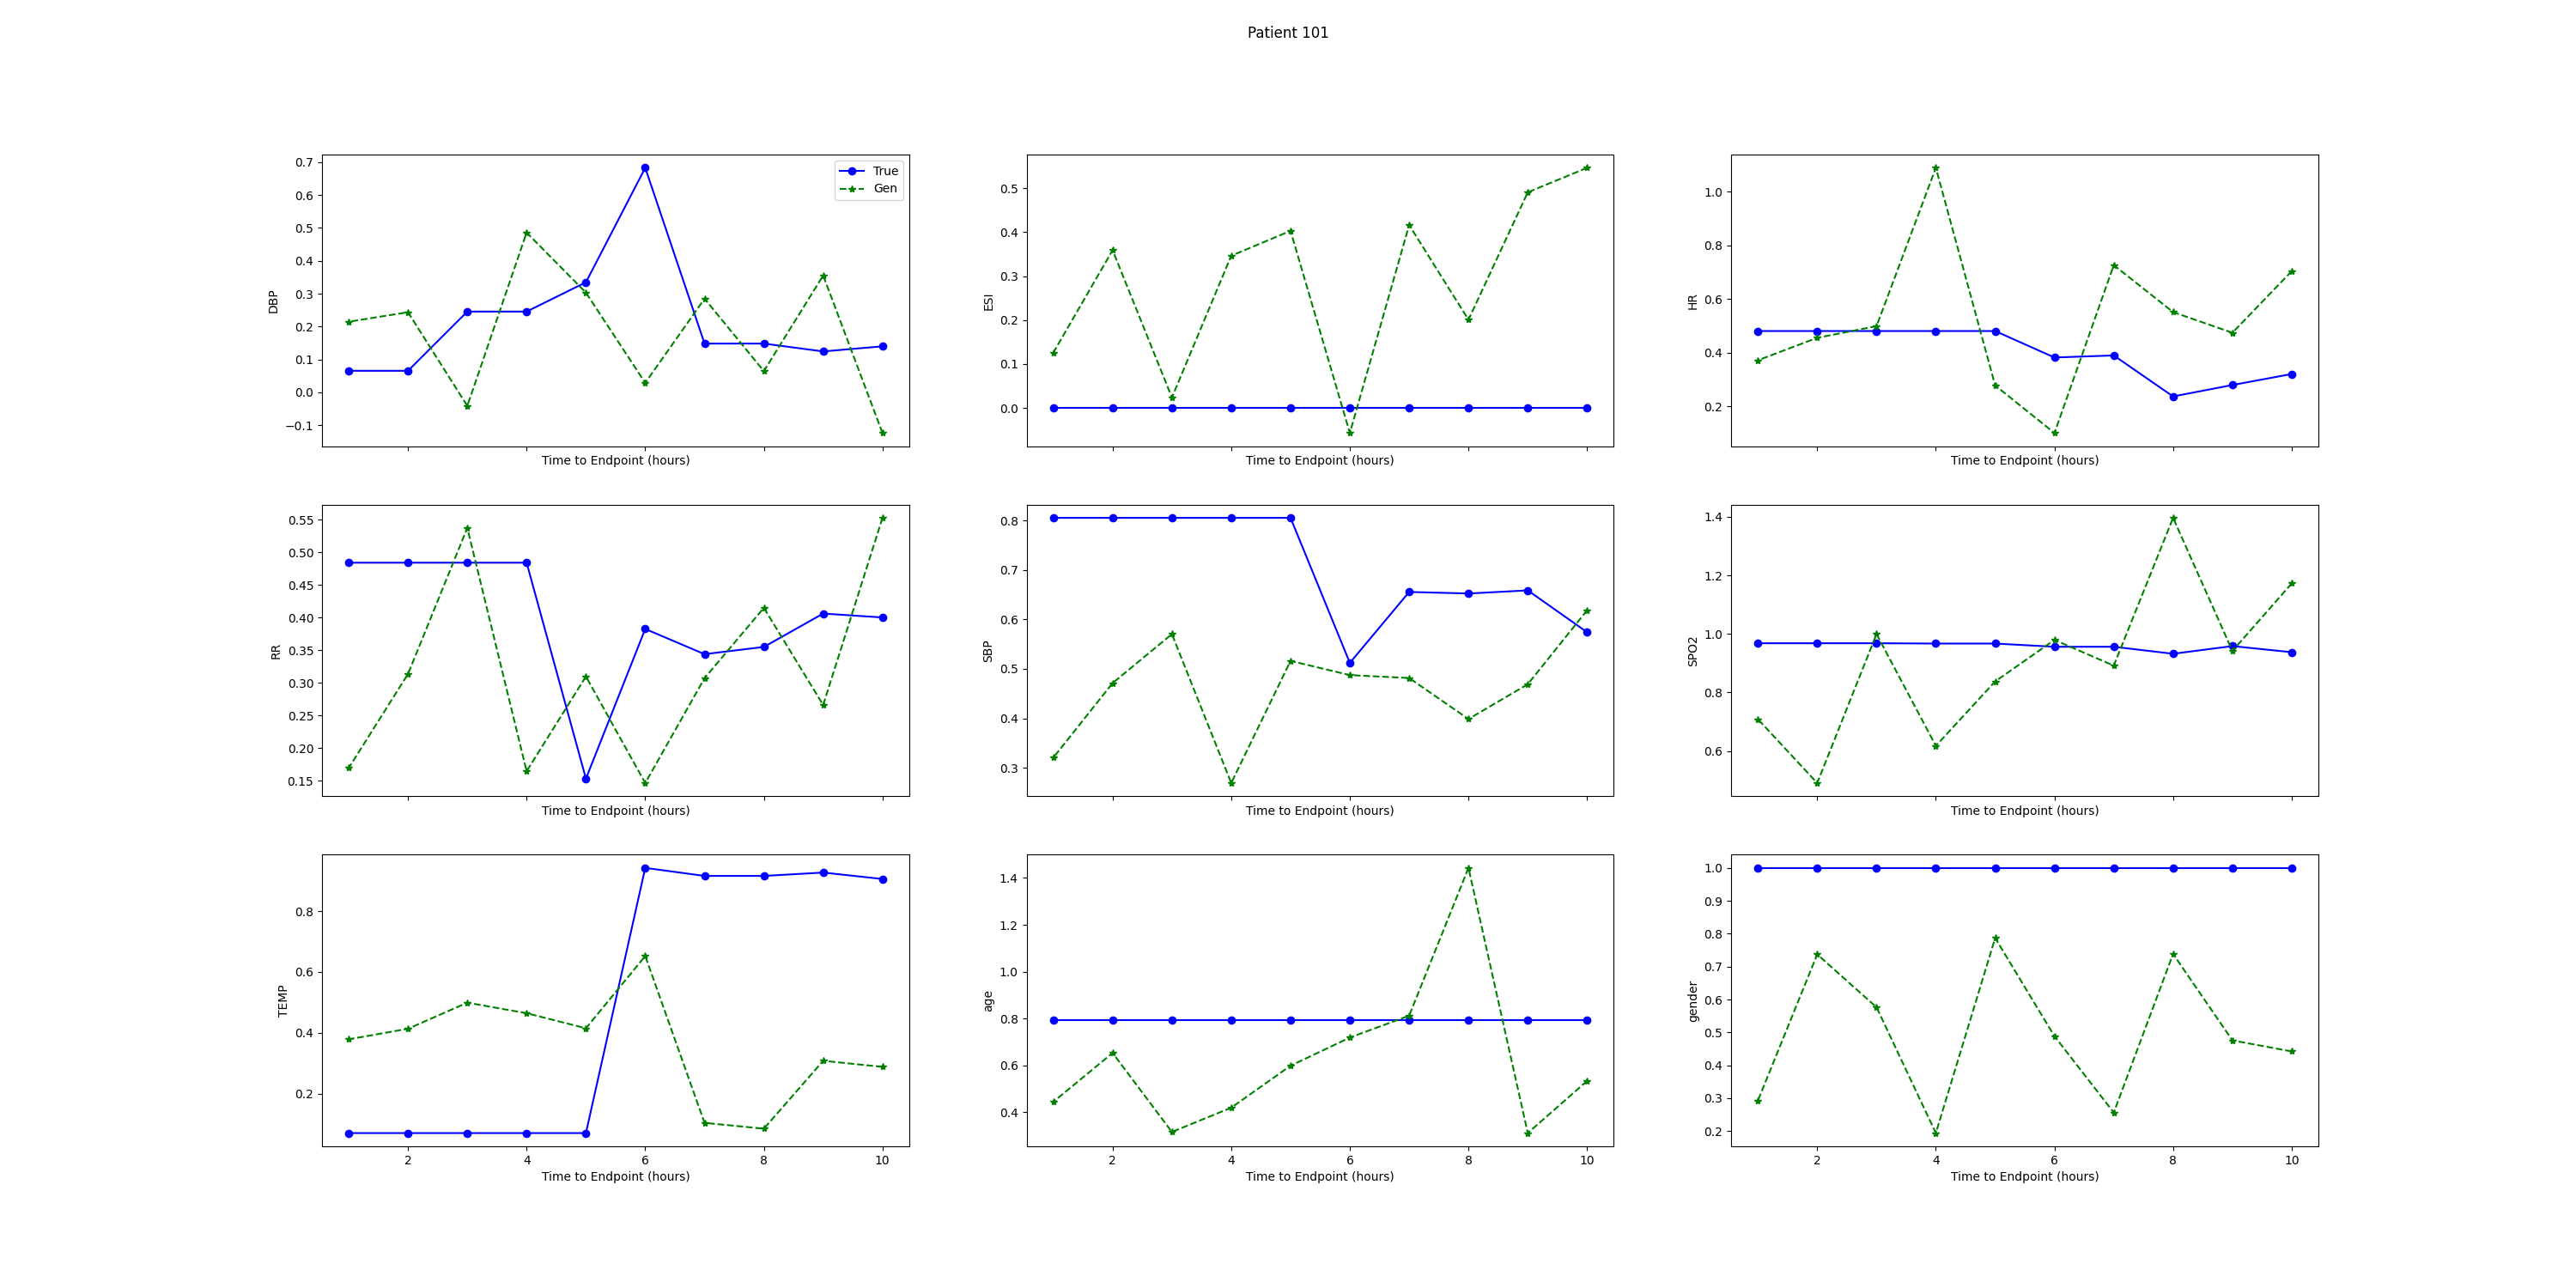 Patient 101
0.7
0.6
0.5
0.4
0.3
0.2
0.1
0.0
−0.1
DBP
True
Gen
Time to Endpoint (hours)
0.5
0.4
0.3
0.2
0.1
0.0
ESI
Time to Endpoint (hours)
1.0
0.8
0.6
0.4
0.2
HR
Time to Endpoint (hours)
0.55
0.50
0.45
0.40
0.35
0.30
0.25
0.20
0.15
RR
Time to Endpoint (hours)
0.8
0.7
0.6
0.5
0.4
0.3
SBP
Time to Endpoint (hours)
1.4
1.2
1.0
0.8
0.6
SPO2
Time to Endpoint (hours)
0.8
0.6
0.4
0.2
TEMP
2 4 6 8 10
Time to Endpoint (hours)
1.4
1.2
1.0
0.8
0.6
0.4
age
2 4 6 8 10
Time to Endpoint (hours)
1.0
0.9
0.8
0.7
0.6
0.5
0.4
0.3
0.2
gender
2 4 6 8 10
Time to Endpoint (hours)